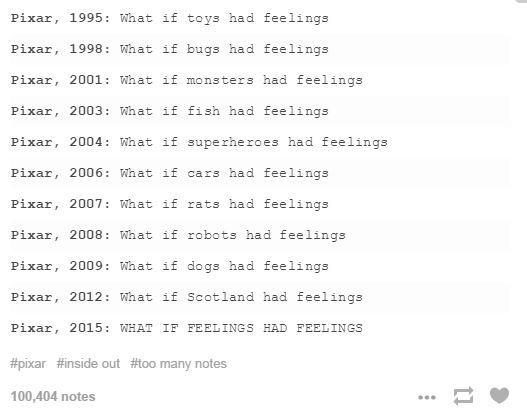 Pixar, 1995: What if toys had feelings
Pixar, 1998: What if bugs had feelings
Pixar, 2001: What if monsters had feelings
Pixar, 2003: What if fish had feelings
Pixar, 2004: What if superheroes had feelings
Pixar, 2006: What if cars had feelings
Pixar, 2007: What if rats had feelings
Pixar, 2008: What if robots had feelings
Pixar, 2009: What if dogs had feelings
Pixar, 2012: What if Scotland had feelings
Pixar, 2015: WHAT IF FEELINGS HAD FEELINGS
#pixar #inside out #too many notes
100,404 notes